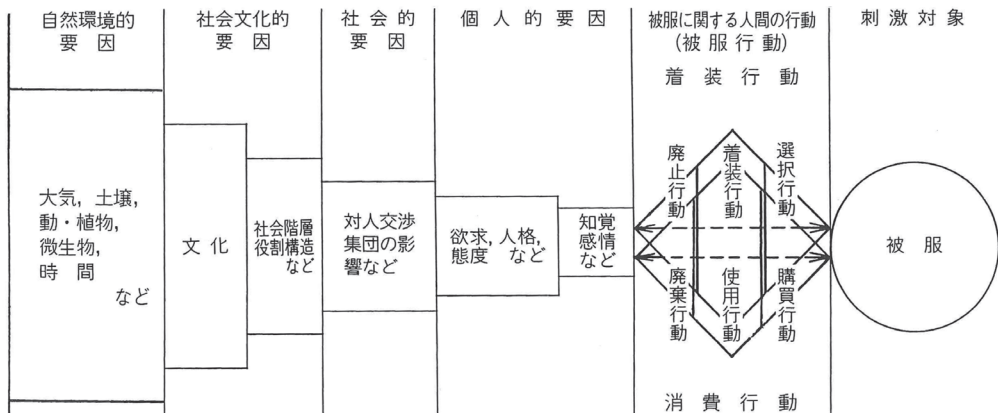 自然環境的
要 因
社会文化的
要 因
社 会 的
要 因
個 人 的 要 因
被服に関する人間の行動
(被 服 行 動)
刺 激 対 象
着 装 行 動
大気，土壌，
動・植物，
微生物，
時 間
など
文 化
社会階層
役割構造
など
対人交渉
集団の影
響など
欲求，人格，
態度 など
知覚
感情
など
廃止行動
着装行動
選択行動
廃棄行動
使用行動
購買行動
被 服
消 費 行 動